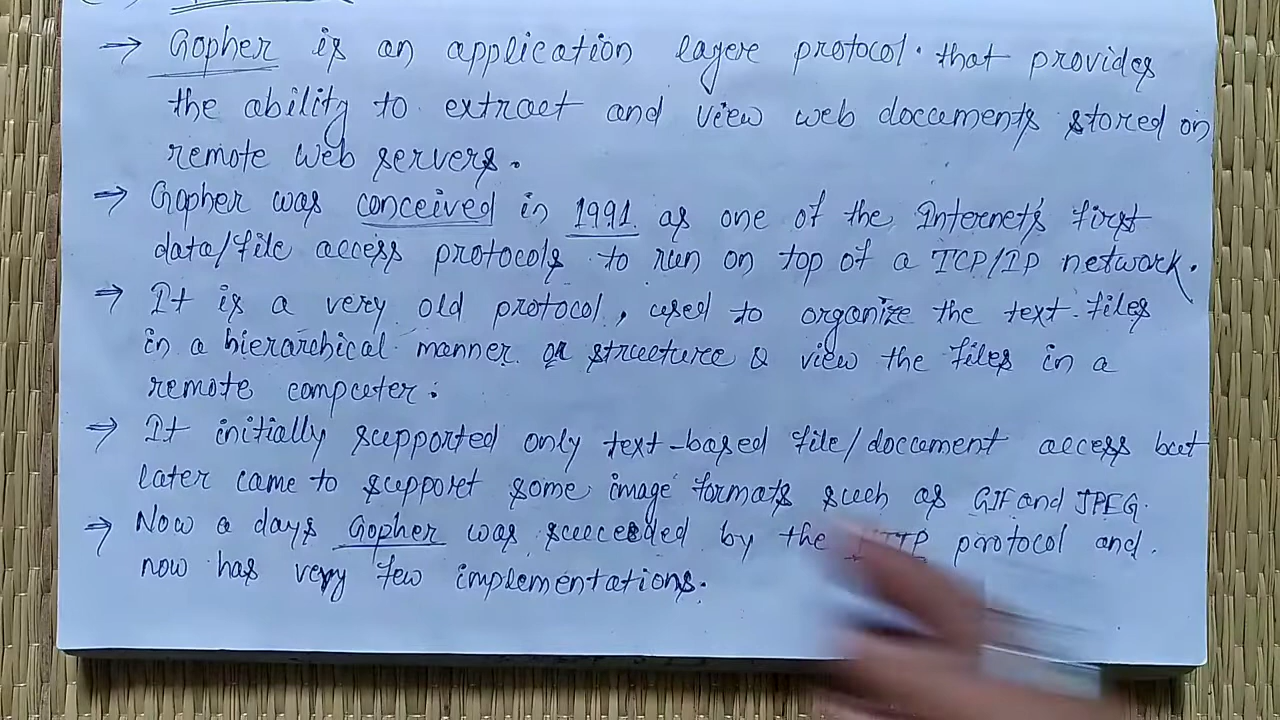 → Gopher is an application layer protocol. that provides
the ability to extract and view web documents stored on
remote web servers.
→ Gopher was conceived in 1991 as one of the Internet's first
data/file access protocols to run on top of a TCP/IP network.
→ It is a very old protocol, used to organize the text files
in a hierarchical manner or structure & view the files in a
remote computer.
→ It initially supported only text-based file/document access but
later came to support some image formats such as GIF and JPEG.
→ Now a days Gopher was succeeded by the HTTP protocol and
now has very few implementations.